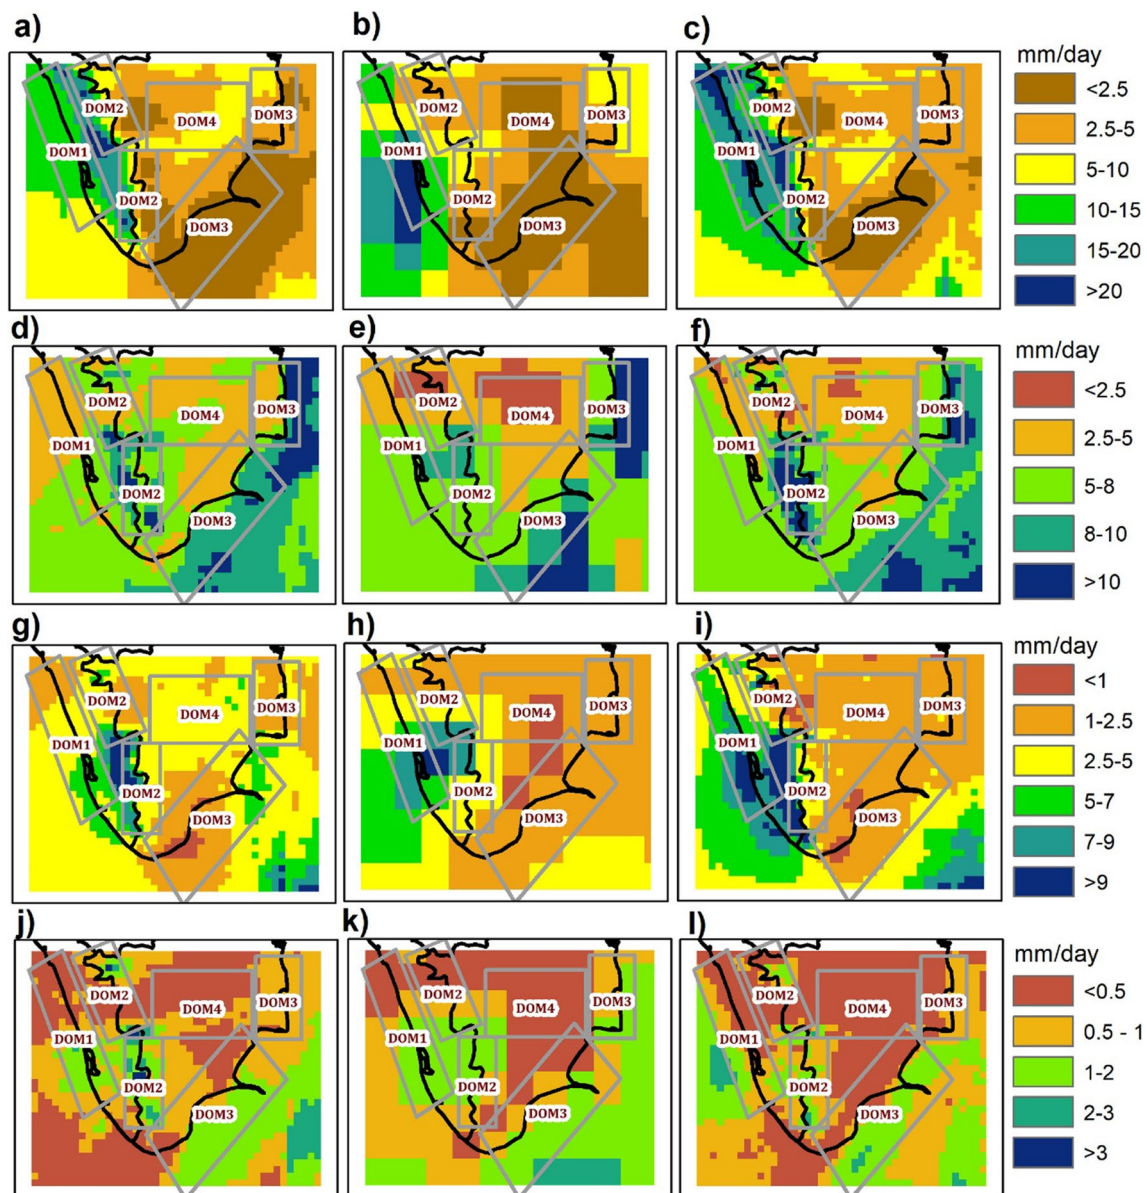 a)
b)
c)
mm/day
<2.5
2.5-5
5-10
10-15
15-20
>20
DOM2
DOM4
DOM3
DOM1
DOM2
DOM3
DOM2
DOM4
DOM3
DOM1
DOM2
DOM3
DOM2
DOM4
DOM3
DOM1
DOM2
DOM3
d)
e)
f)
mm/day
<2.5
2.5-5
5-8
8-10
>10
DOM2
DOM4
DOM3
DOM1
DOM2
DOM3
DOM2
DOM4
DOM3
DOM1
DOM2
DOM3
DOM2
DOM4
DOM3
DOM1
DOM2
DOM3
g)
h)
i)
mm/day
<1
1-2.5
2.5-5
5-7
7-9
>9
DOM2
DOM4
DOM3
DOM1
DOM2
DOM3
DOM2
DOM4
DOM3
DOM1
DOM2
DOM3
DOM2
DOM4
DOM3
DOM1
DOM2
DOM3
j)
k)
l)
mm/day
<0.5
0.5 - 1
1-2
2-3
>3
DOM2
DOM4
DOM3
DOM1
DOM2
DOM3
DOM2
DOM4
DOM3
DOM1
DOM2
DOM3
DOM2
DOM4
DOM3
DOM1
DOM2
DOM3